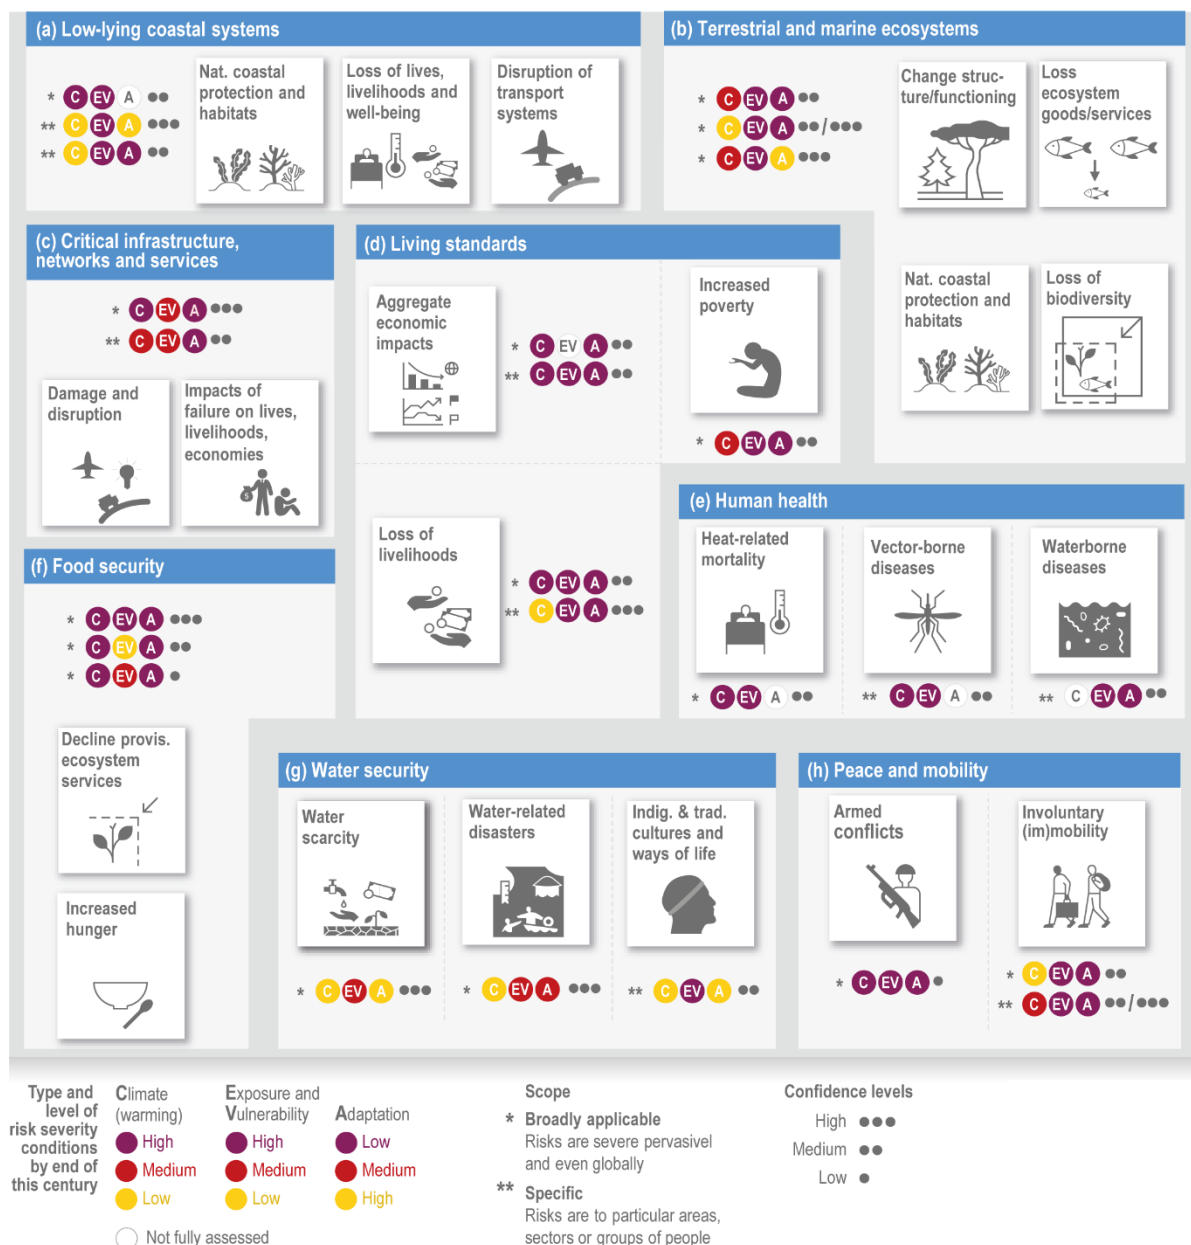 (a) Low-lying coastal systems
* C EV A ●●
** C EV A ●●●
** C EV A ●●
Nat. coastal
protection and
habitats
Loss of lives,
livelihoods and
well-being
Disruption of
transport
systems
(b) Terrestrial and marine ecosystems
* C EV A ●●
* C EV A ●●/●●●
* C EV A ●●●
Change struc-
ture/functioning
Loss
ecosystem
goods/services
Nat. coastal
protection and
habitats
Loss of
biodiversity
(c) Critical infrastructure,
networks and services
* C EV A ●●●
** C EV A ●●
Damage and
disruption
Impacts of
failure on lives,
livelihoods,
economies
(d) Living standards
Aggregate
economic
impacts
* C EV A ●●
** C EV A ●●
Increased
poverty
* C EV A ●●
Loss of
livelihoods
* C EV A ●●
** C EV A ●●●
(e) Human health
Heat-related
mortality
* C EV A ●●
Vector-borne
diseases
** C EV A ●●
Waterborne
diseases
** C EV A ●●
(f) Food security
* C EV A ●●●
* C EV A ●●
* C EV A ●
Decline provis.
ecosystem
services
Increased
hunger
(g) Water security
Water
scarcity
* C EV A ●●●
Water-related
disasters
* C EV A ●●●
Indig. & trad.
cultures and
ways of life
** C EV A ●●
(h) Peace and mobility
Armed
conflicts
* C EV A ●
Involuntary
(im)mobility
* C EV A ●●
** C EV A ●●/●●●
Type and
level of
risk severity
conditions
by end of
this century
Climate
(warming)
High
Medium
Low
Not fully assessed
Exposure and
Vulnerability
High
Medium
Low
Adaptation
Low
Medium
High
Scope
* Broadly applicable
Risks are severe pervasivel
and even globally
** Specific
Risks are to particular areas,
sectors or groups of people
Confidence levels
High ●●●
Medium ●●
Low ●